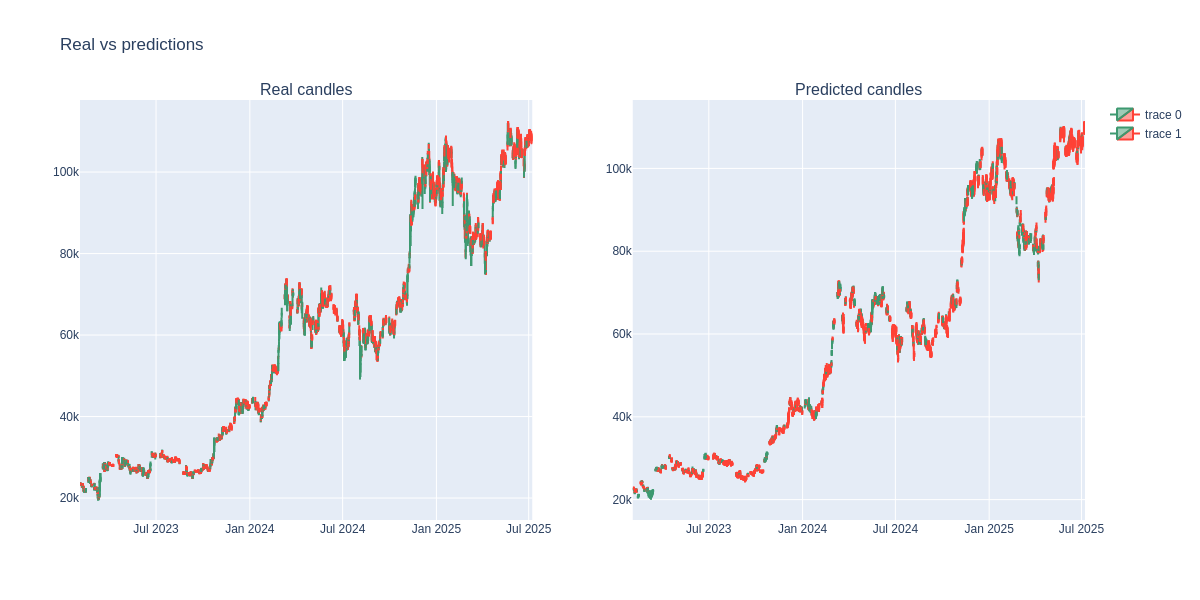 Real vs predictions
Real candles
Predicted candles
100k
80k
60k
40k
20k
Jul 2023
Jan 2024
Jul 2024
Jan 2025
Jul 2025
100k
80k
60k
40k
20k
Jul 2023
Jan 2024
Jul 2024
Jan 2025
Jul 2025
trace 0
trace 1